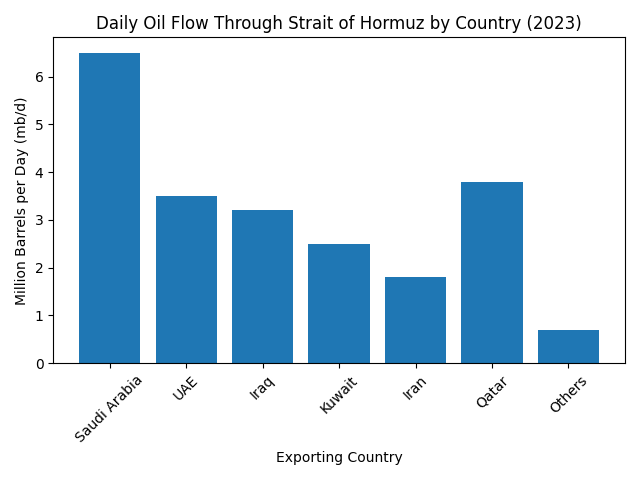 Daily Oil Flow Through Strait of Hormuz by Country (2023)
Million Barrels per Day (mb/d)
6
5
4
3
2
1
0
Saudi Arabia
UAE
Iraq
Kuwait
Iran
Qatar
Others
Exporting Country